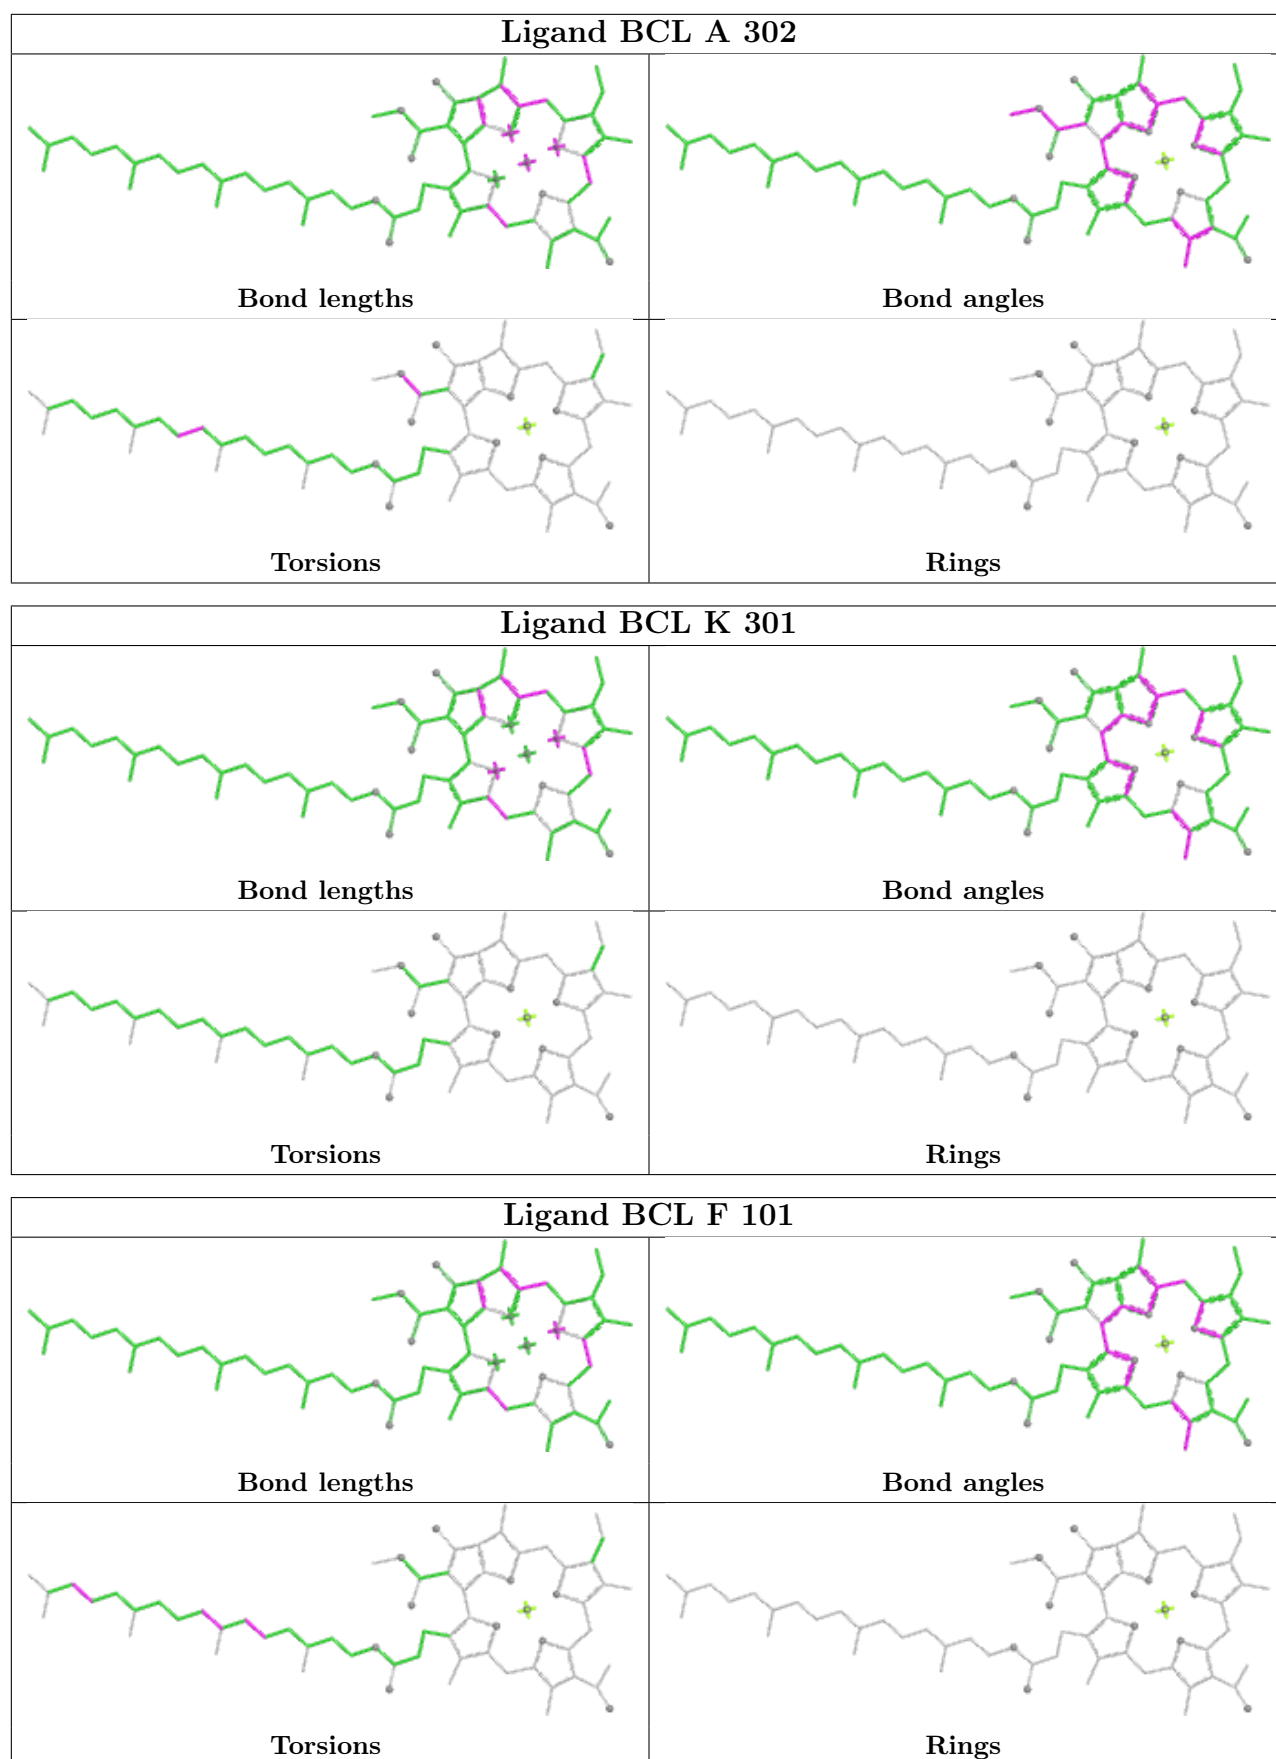 Ligand BCL A 302
Bond lengths Bond angles
Torsions Rings
Ligand BCL K 301
Bond lengths Bond angles
Torsions Rings
Ligand BCL F 101
Bond lengths Bond angles
Torsions Rings